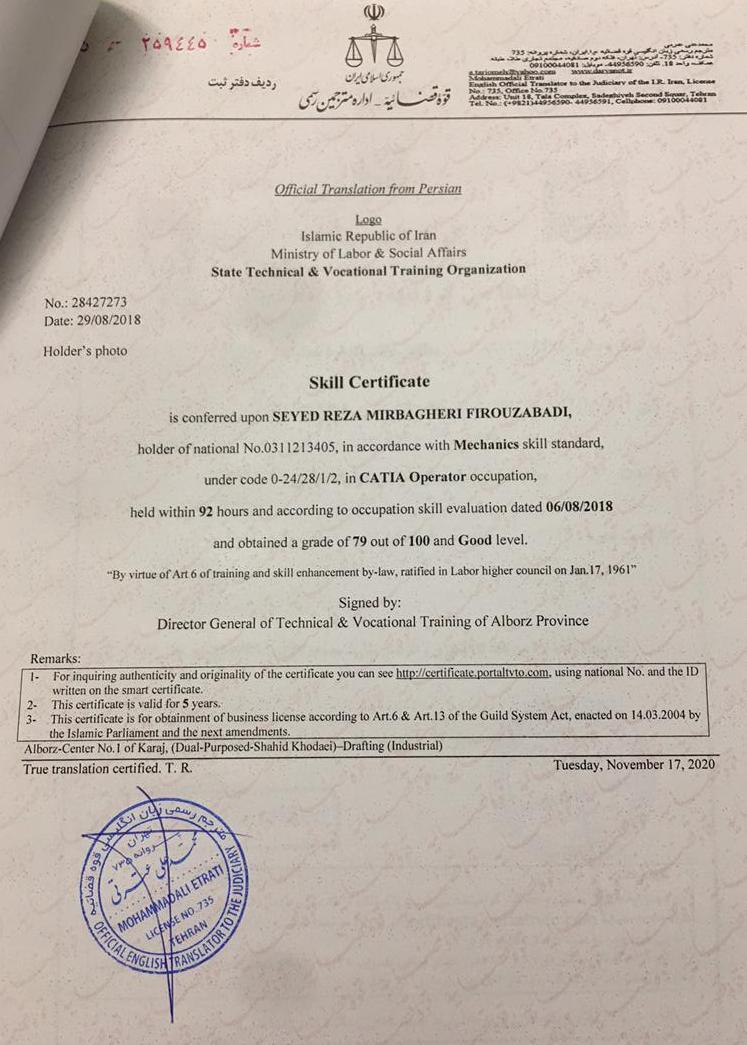 شماره: ۲۵۹٤٤۵
ردیف دفتر ثبت
جمهوری اسلامی ایران
قوّه قضـائیّه - اداره مترجمین رسمی
a.tarjomeh@yahoo.com
Mohammadali Etrati
English Official Translator to the Judiciary of the I.R. Iran, License
No.: 735, Office No.735
Address: Unit 18, Tala Complex, Sadeghiyeh Second Squar, Tehran
Tel. No.: (+9821)44956590- 44956591, Cellphone: 09100044081
Official Translation from Persian
Logo
Islamic Republic of Iran
Ministry of Labor & Social Affairs
State Technical & Vocational Training Organization
No.: 28427273
Date: 29/08/2018
Holder's photo
Skill Certificate
is conferred upon SEYED REZA MIRBAGHERI FIROUZABADI,
holder of national No.0311213405, in accordance with Mechanics skill standard,
under code 0-24/28/1/2, in CATIA Operator occupation,
held within 92 hours and according to occupation skill evaluation dated 06/08/2018
and obtained a grade of 79 out of 100 and Good level.
"By virtue of Art 6 of training and skill enhancement by-law, ratified in Labor higher council on Jan.17, 1961"
Signed by:
Director General of Technical & Vocational Training of Alborz Province
Remarks:
1- For inquiring authenticity and originality of the certificate you can see http://certificate.portaltvto.com, using national No. and the ID
written on the smart certificate.
2- This certificate is valid for 5 years.
3- This certificate is for obtainment of business license according to Art.6 & Art.13 of the Guild System Act, enacted on 14.03.2004 by
the Islamic Parliament and the next amendments.
Alborz-Center No.1 of Karaj, (Dual-Purposed-Shahid Khodaei)–Drafting (Industrial)
True translation certified. T. R.
Tuesday, November 17, 2020
مترجم رسمی زبان انگلیسی قوه قضائیه
تهران
پروانه ۷۳۵
محمدعلی عترتی
MOHAMMADALI ETRATI
LICENSE NO. 735
TEHRAN
OFFICIAL ENGLISH TRANSLATOR TO THE JUDICIARY